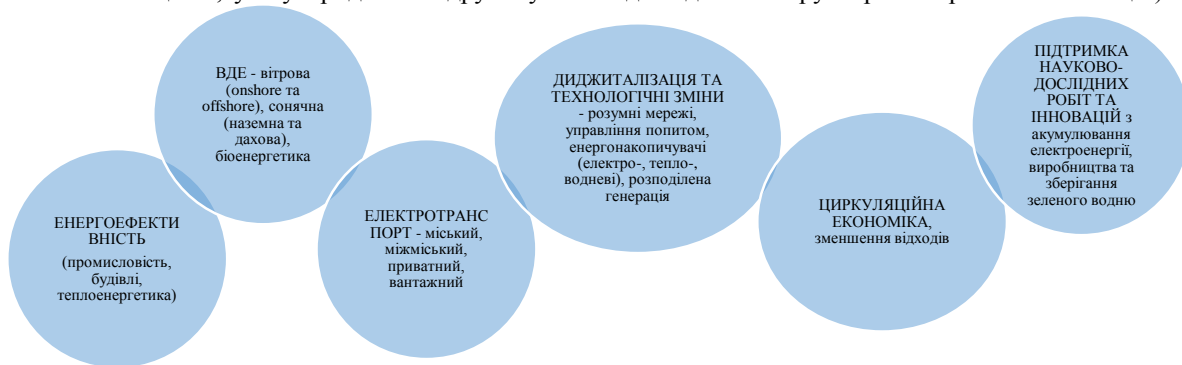 ЕНЕРГОЕФЕКТИ
ВНІСТЬ
(промисловість,
будівлі,
теплоенергетика)
ВДЕ - вітрова
(onshore та
offshore), сонячна
(наземна та
дахова),
біоенергетика
ЕЛЕКТРОТРАНС
ПОРТ - міський,
міжміський,
приватний,
вантажний
ДИДЖИТАЛІЗАЦІЯ ТА
ТЕХНОЛОГІЧНІ ЗМІНИ
- розумні мережі,
управління попитом,
енергонакопичувачі
(електро-, тепло-,
водневі), розподілена
генерація
ЦИРКУЛЯЦІЙНА
ЕКОНОМІКА,
зменшення відходів
ПІДТРИМКА
НАУКОВО-
ДОСЛІДНИХ
РОБІТ ТА
ІННОВАЦІЙ з
акумулювання
електроенергії,
виробництва та
зберігання
зеленого водню